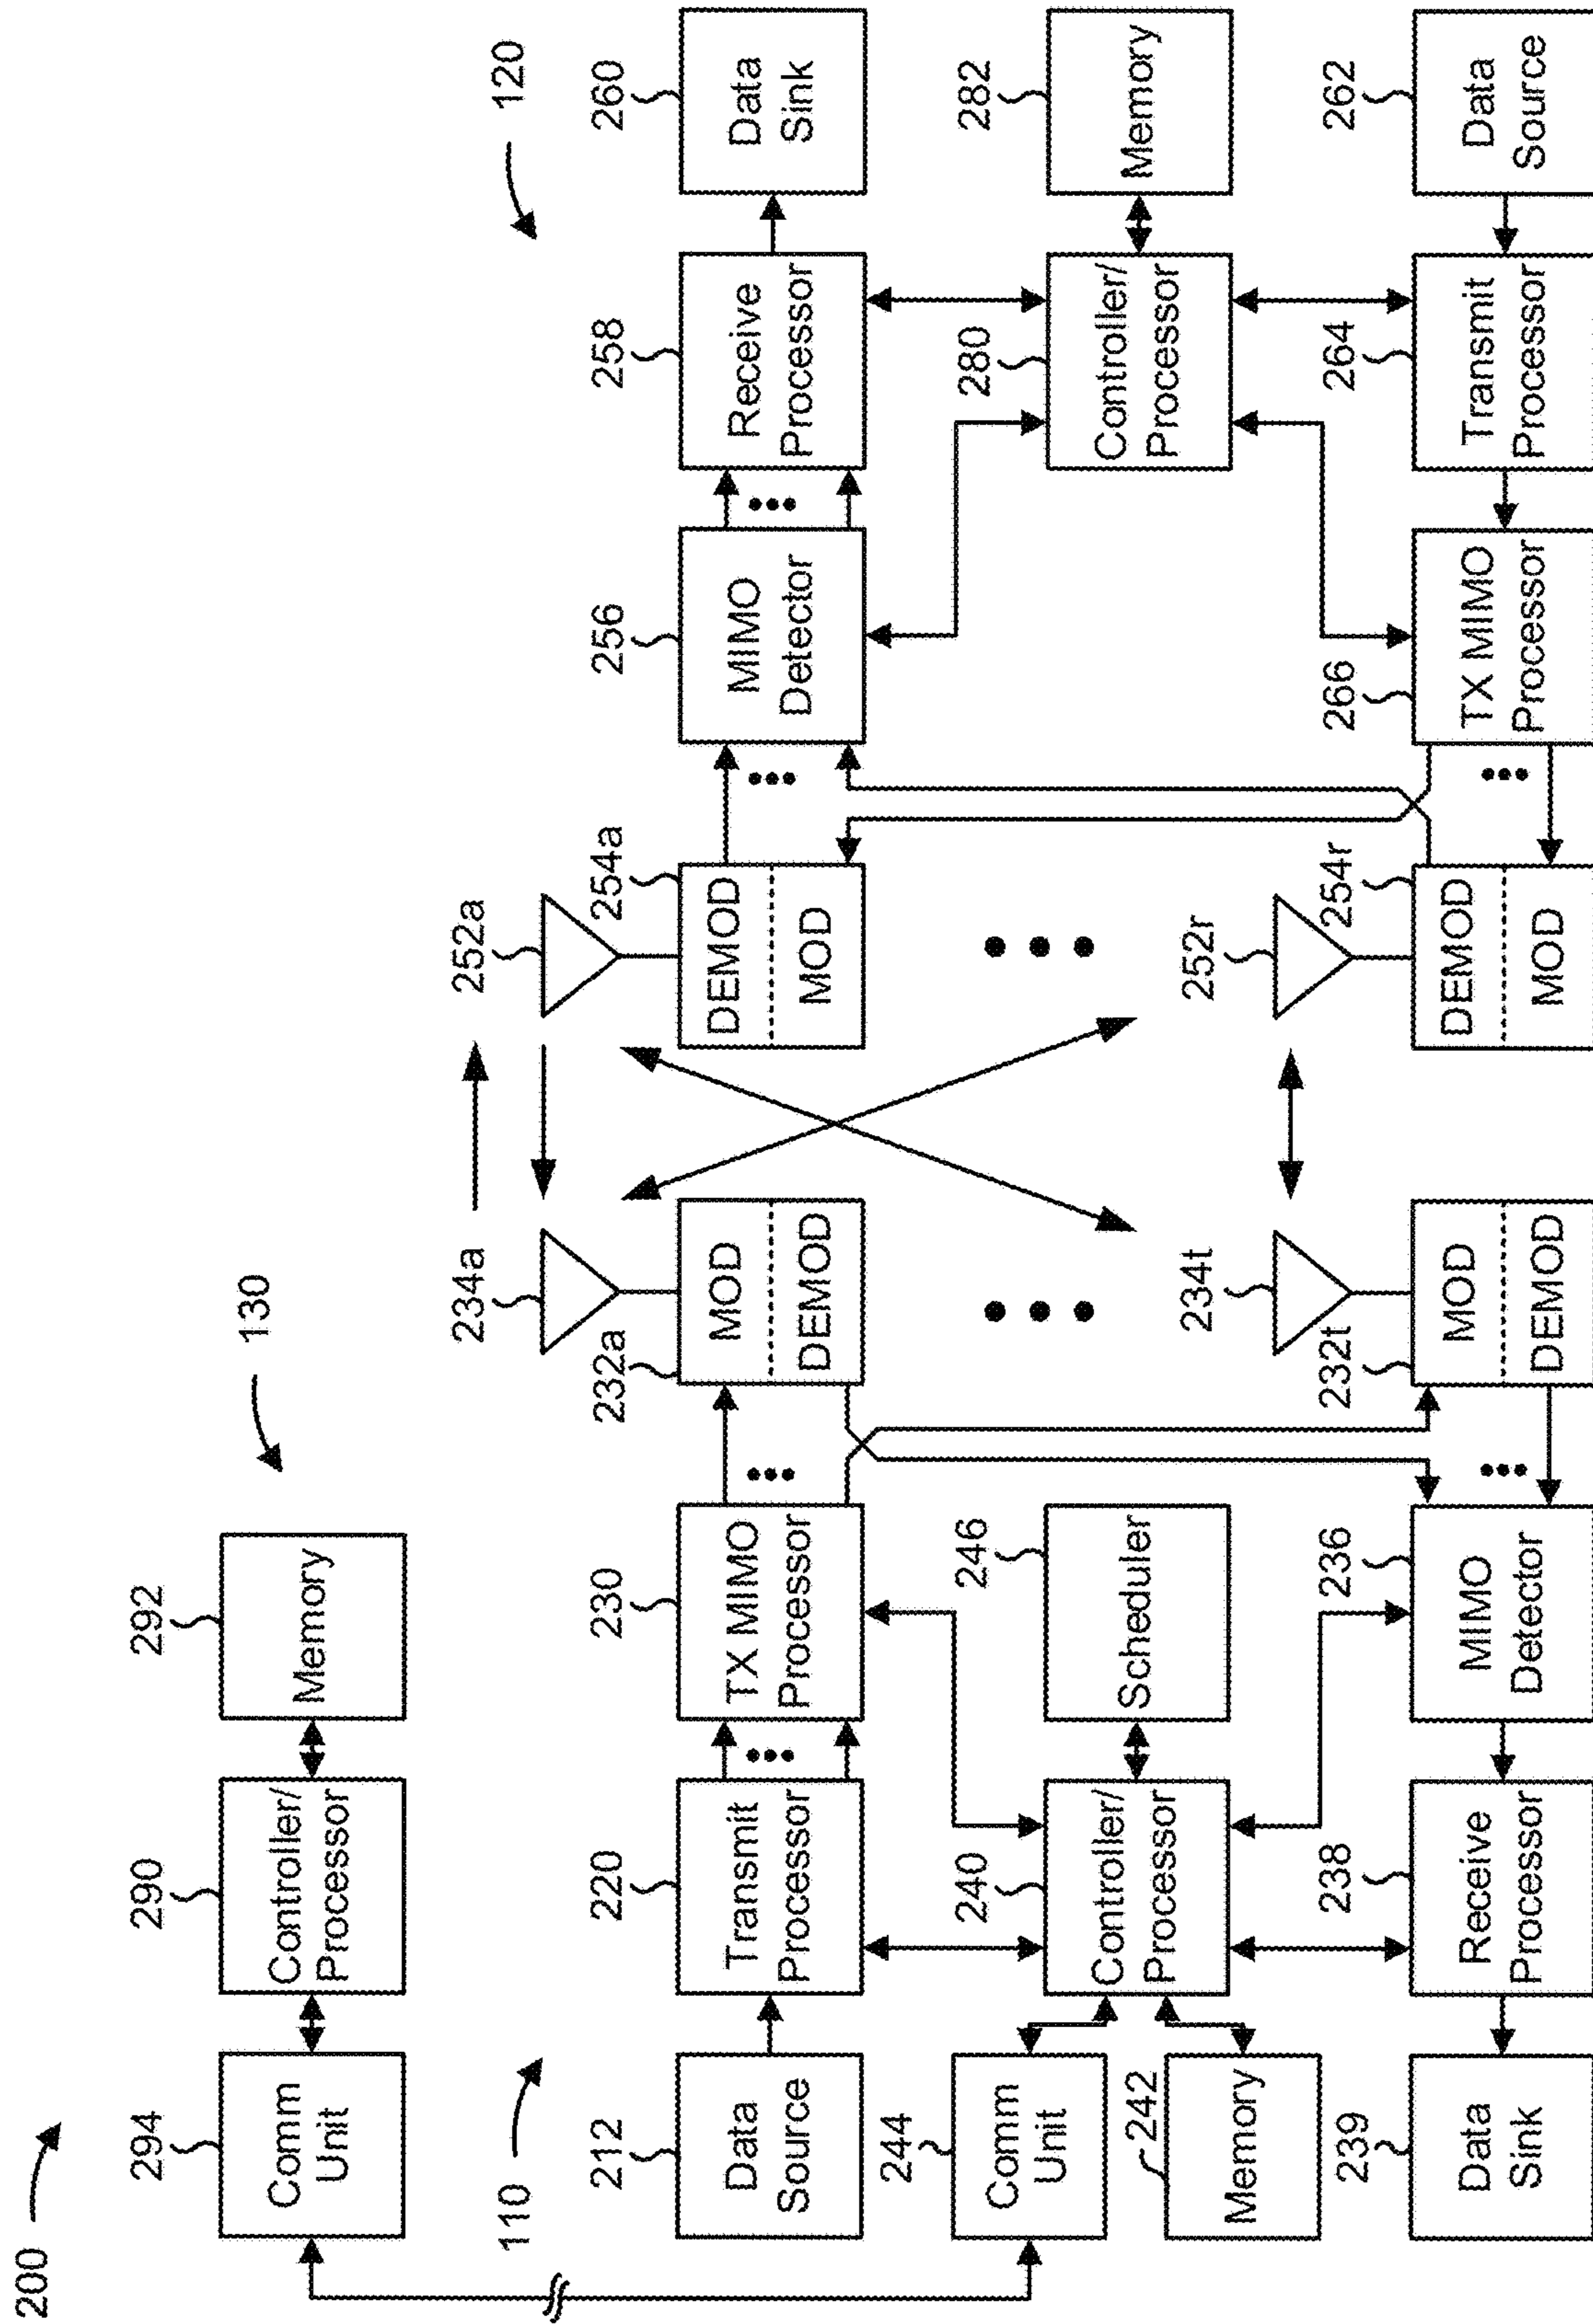 200
130
294
290
292
Comm
Unit
Controller/
Processor
Memory
110
120
212
220
230
232a
234a
252a
254a
256
258
260
Data
Source
Transmit
Processor
TX MIMO
Processor
MOD
DEMOD
DEMOD
MOD
MIMO
Detector
Receive
Processor
Data
Sink
244
240
246
280
282
Comm
Unit
242
Memory
Controller/
Processor
Scheduler
Controller/
Processor
Memory
239
238
236
232t
234t
252r
254r
266
264
262
Data
Sink
Receive
Processor
MIMO
Detector
MOD
DEMOD
DEMOD
MOD
TX MIMO
Processor
Transmit
Processor
Data
Source